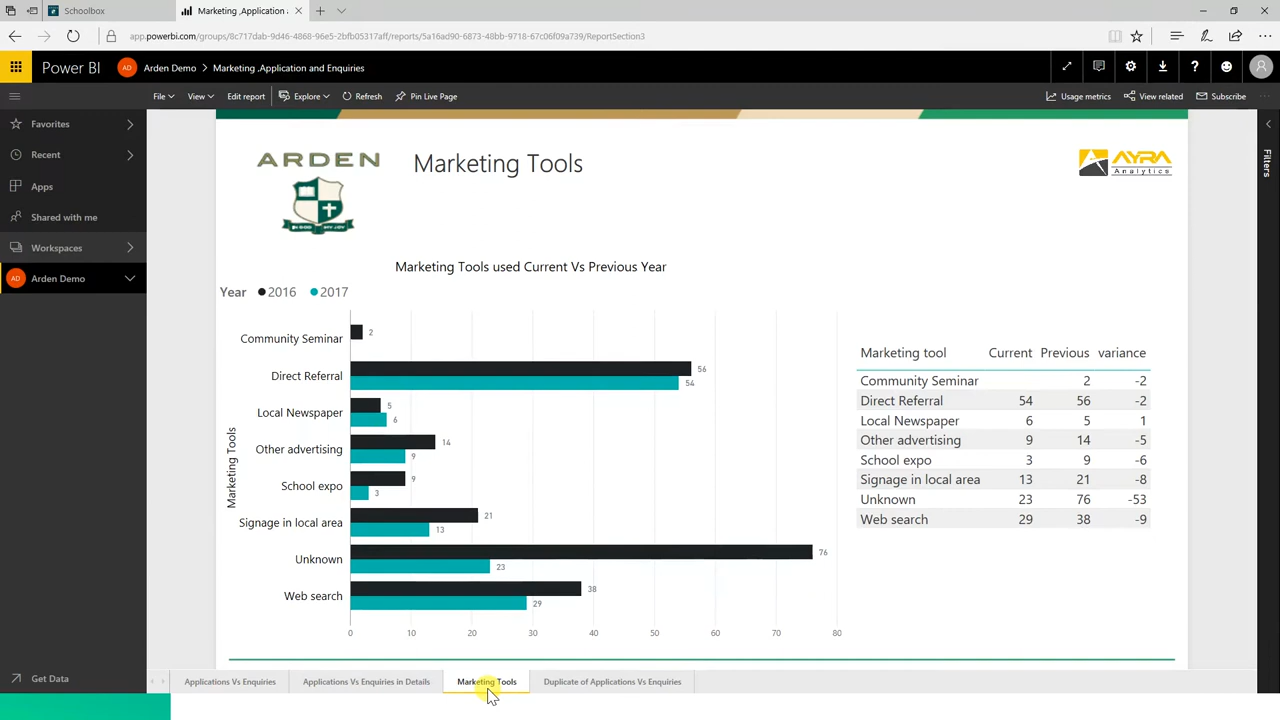 Schoolbox
Marketing ,Application
app.powerbi.com/groups/8c717dab-9d46-4868-96e5-2bfb05317aff/reports/5a16ad90-6873-48bb-9718-67c06f09a739/ReportSection3
Power BI AD Arden Demo > Marketing ,Application and Enquiries
File View Edit report Explore Refresh Pin Live Page Usage metrics View related Subscribe
Favorites
Recent
Apps
Shared with me
Workspaces
AD Arden Demo
Get Data
Filters
ARDEN
Marketing Tools
AYRA
Analytics
Marketing Tools used Current Vs Previous Year
Year 2016 2017
Marketing Tools
Community Seminar 2
Direct Referral 56
54
Local Newspaper 5
6
Other advertising 14
9
School expo 9
3
Signage in local area 21
13
Unknown 76
23
Web search 38
29
0 10 20 30 40 50 60 70 80
Marketing tool Current Previous variance
Community Seminar 2 -2
Direct Referral 54 56 -2
Local Newspaper 6 5 1
Other advertising 9 14 -5
School expo 3 9 -6
Signage in local area 13 21 -8
Unknown 23 76 -53
Web search 29 38 -9
Applications Vs Enquiries Applications Vs Enquiries in Details Marketing Tools Duplicate of Applications Vs Enquiries